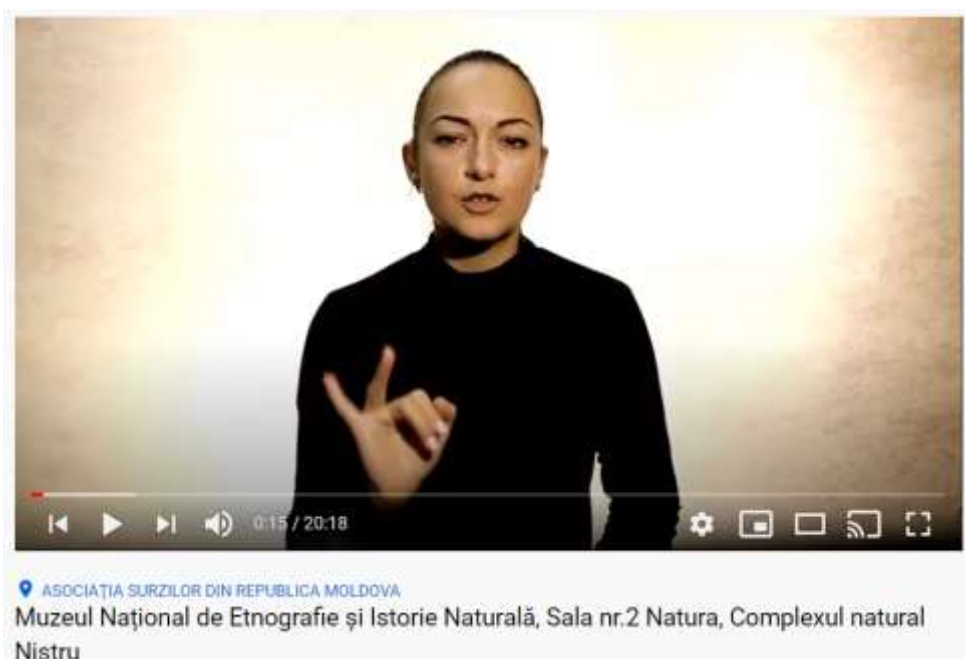 0:15 / 20:18
ASOCIAȚIA SURZILOR DIN REPUBLICA MOLDOVA
Muzeul Național de Etnografie și Istorie Naturală, Sala nr.2 Natura, Complexul natural
Nistru